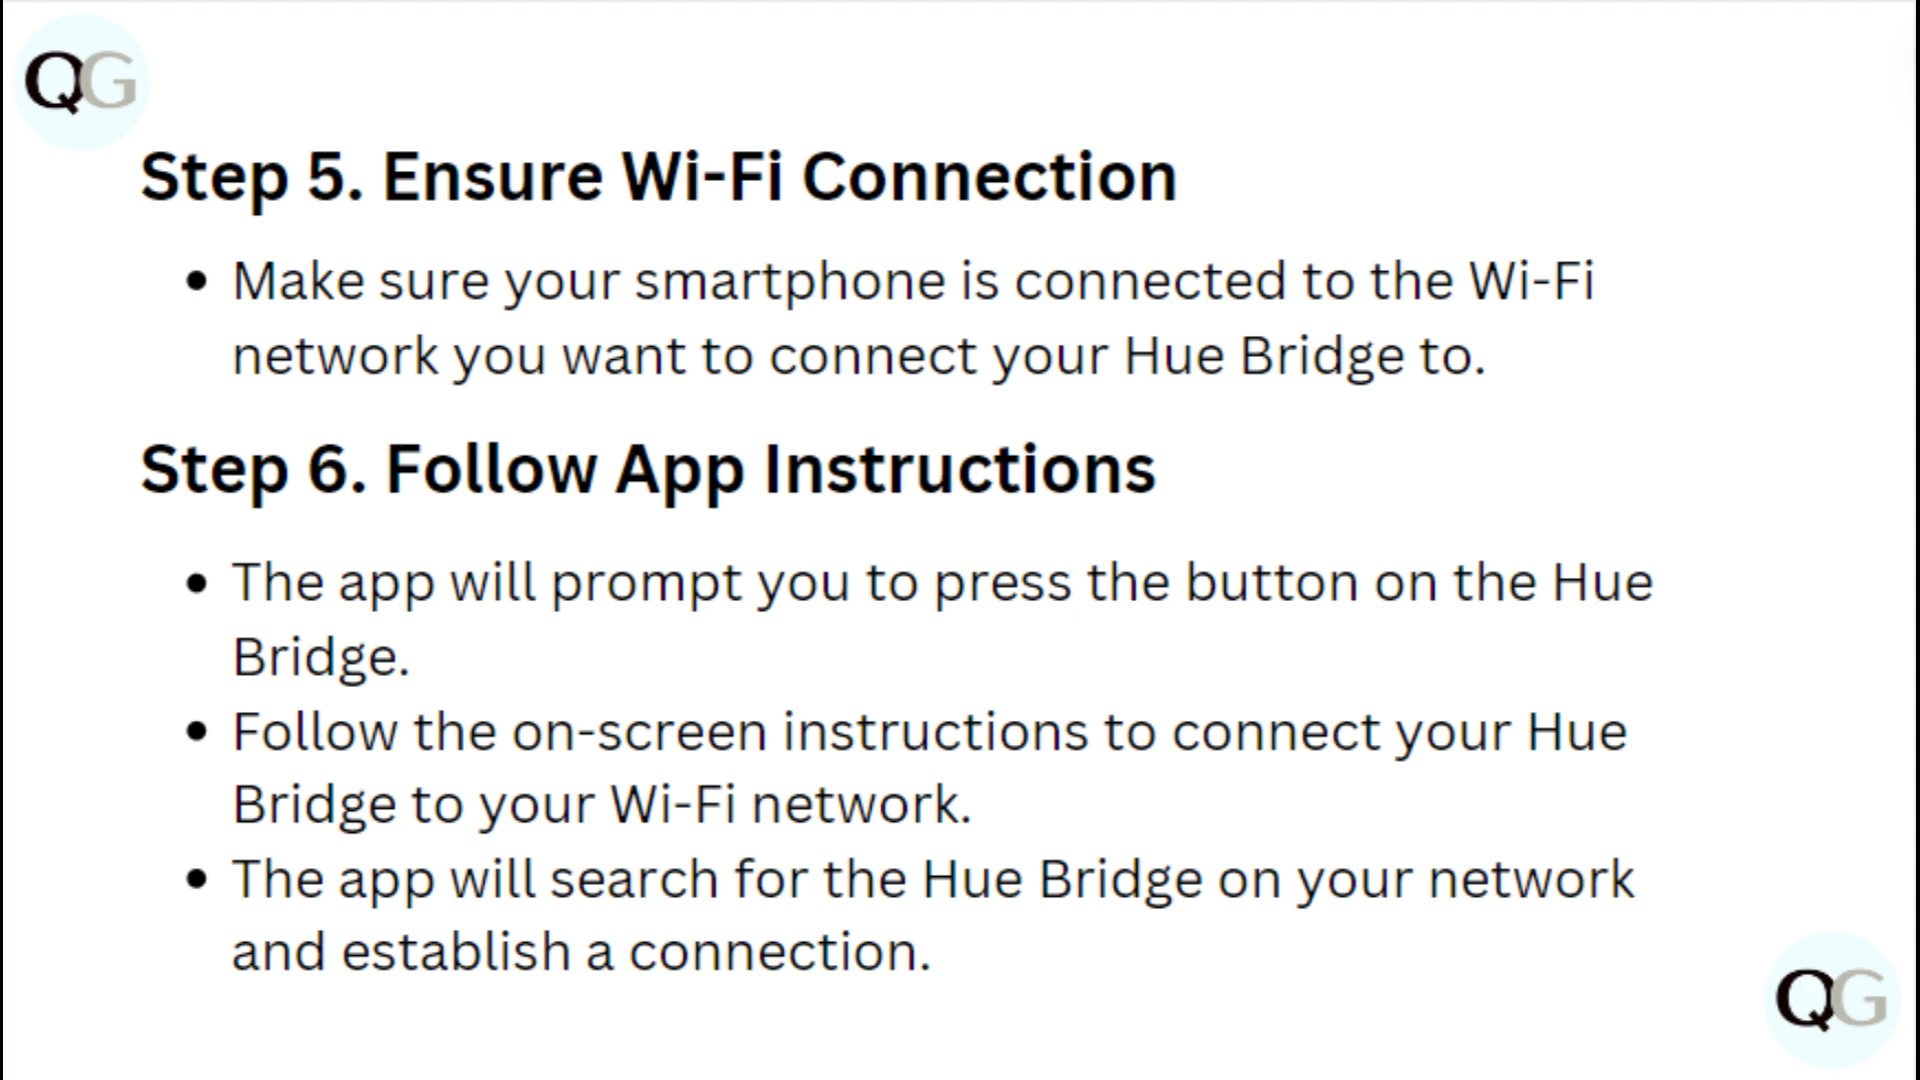 QG
Step 5. Ensure Wi-Fi Connection
• Make sure your smartphone is connected to the Wi-Fi
network you want to connect your Hue Bridge to.
Step 6. Follow App Instructions
• The app will prompt you to press the button on the Hue
Bridge.
• Follow the on-screen instructions to connect your Hue
Bridge to your Wi-Fi network.
• The app will search for the Hue Bridge on your network
and establish a connection.
QG